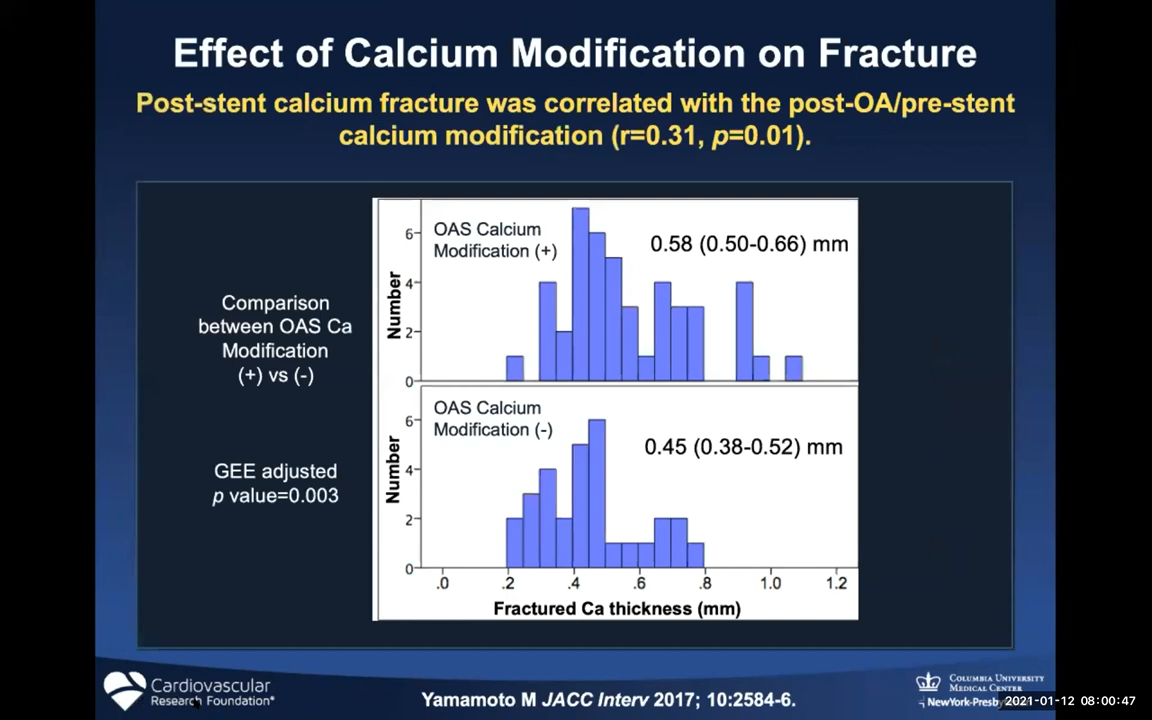 Effect of Calcium Modification on Fracture
Post-stent calcium fracture was correlated with the post-OA/pre-stent
calcium modification (r=0.31, p=0.01).
Comparison
between OAS Ca
Modification
(+) vs (-)
GEE adjusted
p value=0.003
OAS Calcium
Modification (+)
0.58 (0.50-0.66) mm
Number
6
4
2
0
OAS Calcium
Modification (-)
0.45 (0.38-0.52) mm
Number
6
4
2
0
.0 .2 .4 .6 .8 1.0 1.2
Fractured Ca thickness (mm)
Cardiovascular
Research Foundation®
Yamamoto M JACC Interv 2017; 10:2584-6.
COLUMBIA UNIVERSITY
MEDICAL CENTER
2021-01-12 08:00:47